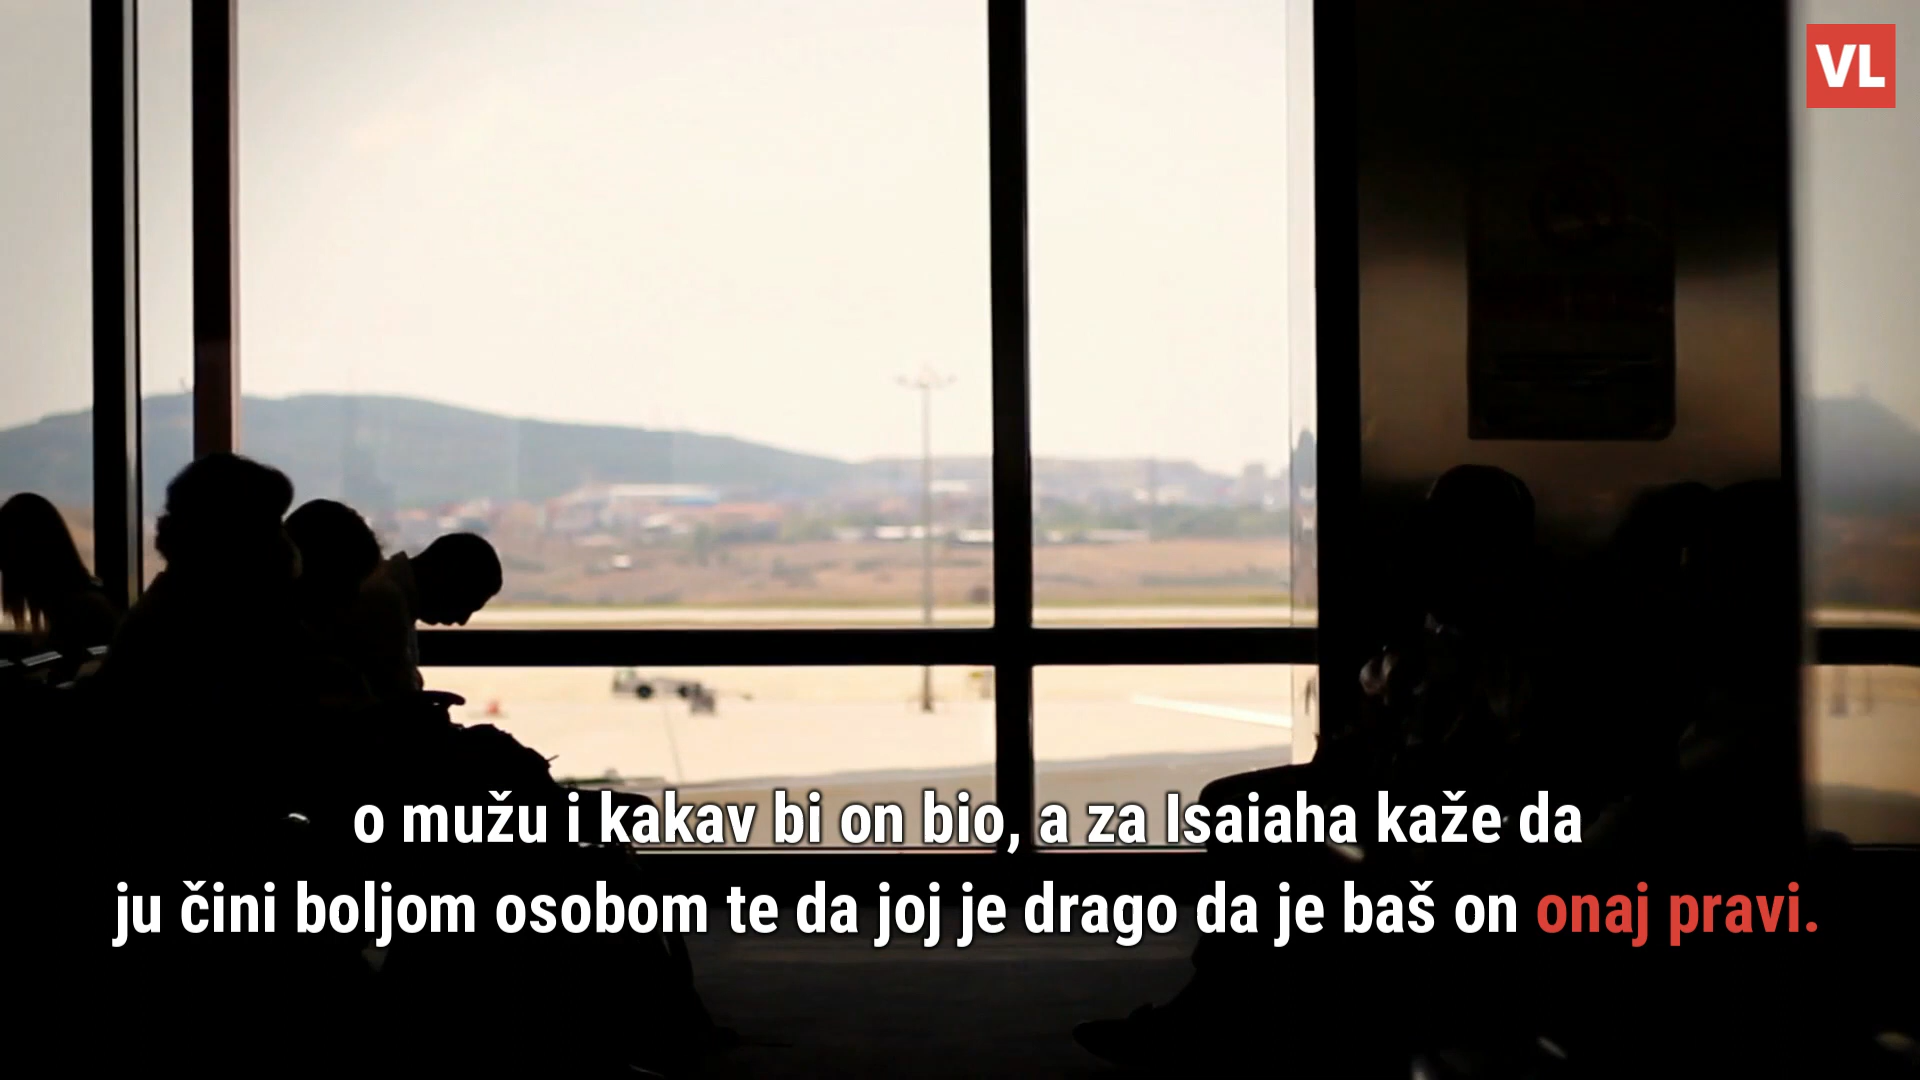 VL
o mužu i kakav bi on bio, a za Isaiaha kaže da
ju čini boljom osobom te da joj je drago da je baš on onaj pravi.